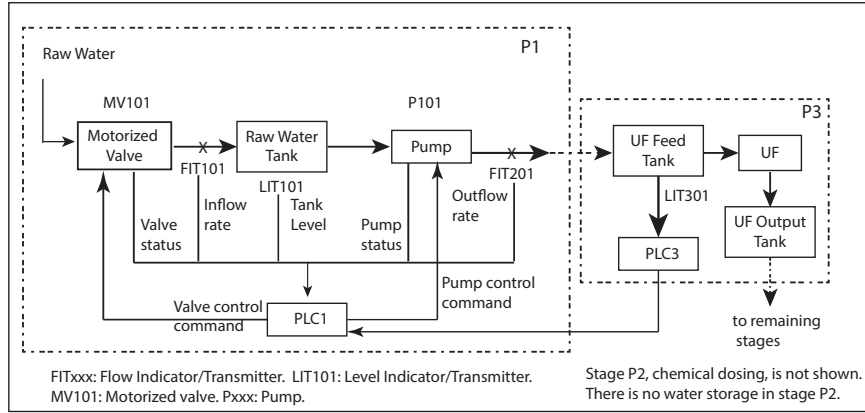 P1
Raw Water
MV101
Motorized
Valve
FIT101
Raw Water
Tank
LIT101
P101
Pump
FIT201
Valve
status
Inflow
rate
Tank
Level
Pump
status
Outflow
rate
Valve control
command
PLC1
Pump control
command
P3
UF Feed
Tank
UF
LIT301
UF Output
Tank
PLC3
to remaining
stages
FITxxx: Flow Indicator/Transmitter. LIT101: Level Indicator/Transmitter.
MV101: Motorized valve. Pxxx: Pump.
Stage P2, chemical dosing, is not shown.
There is no water storage in stage P2.